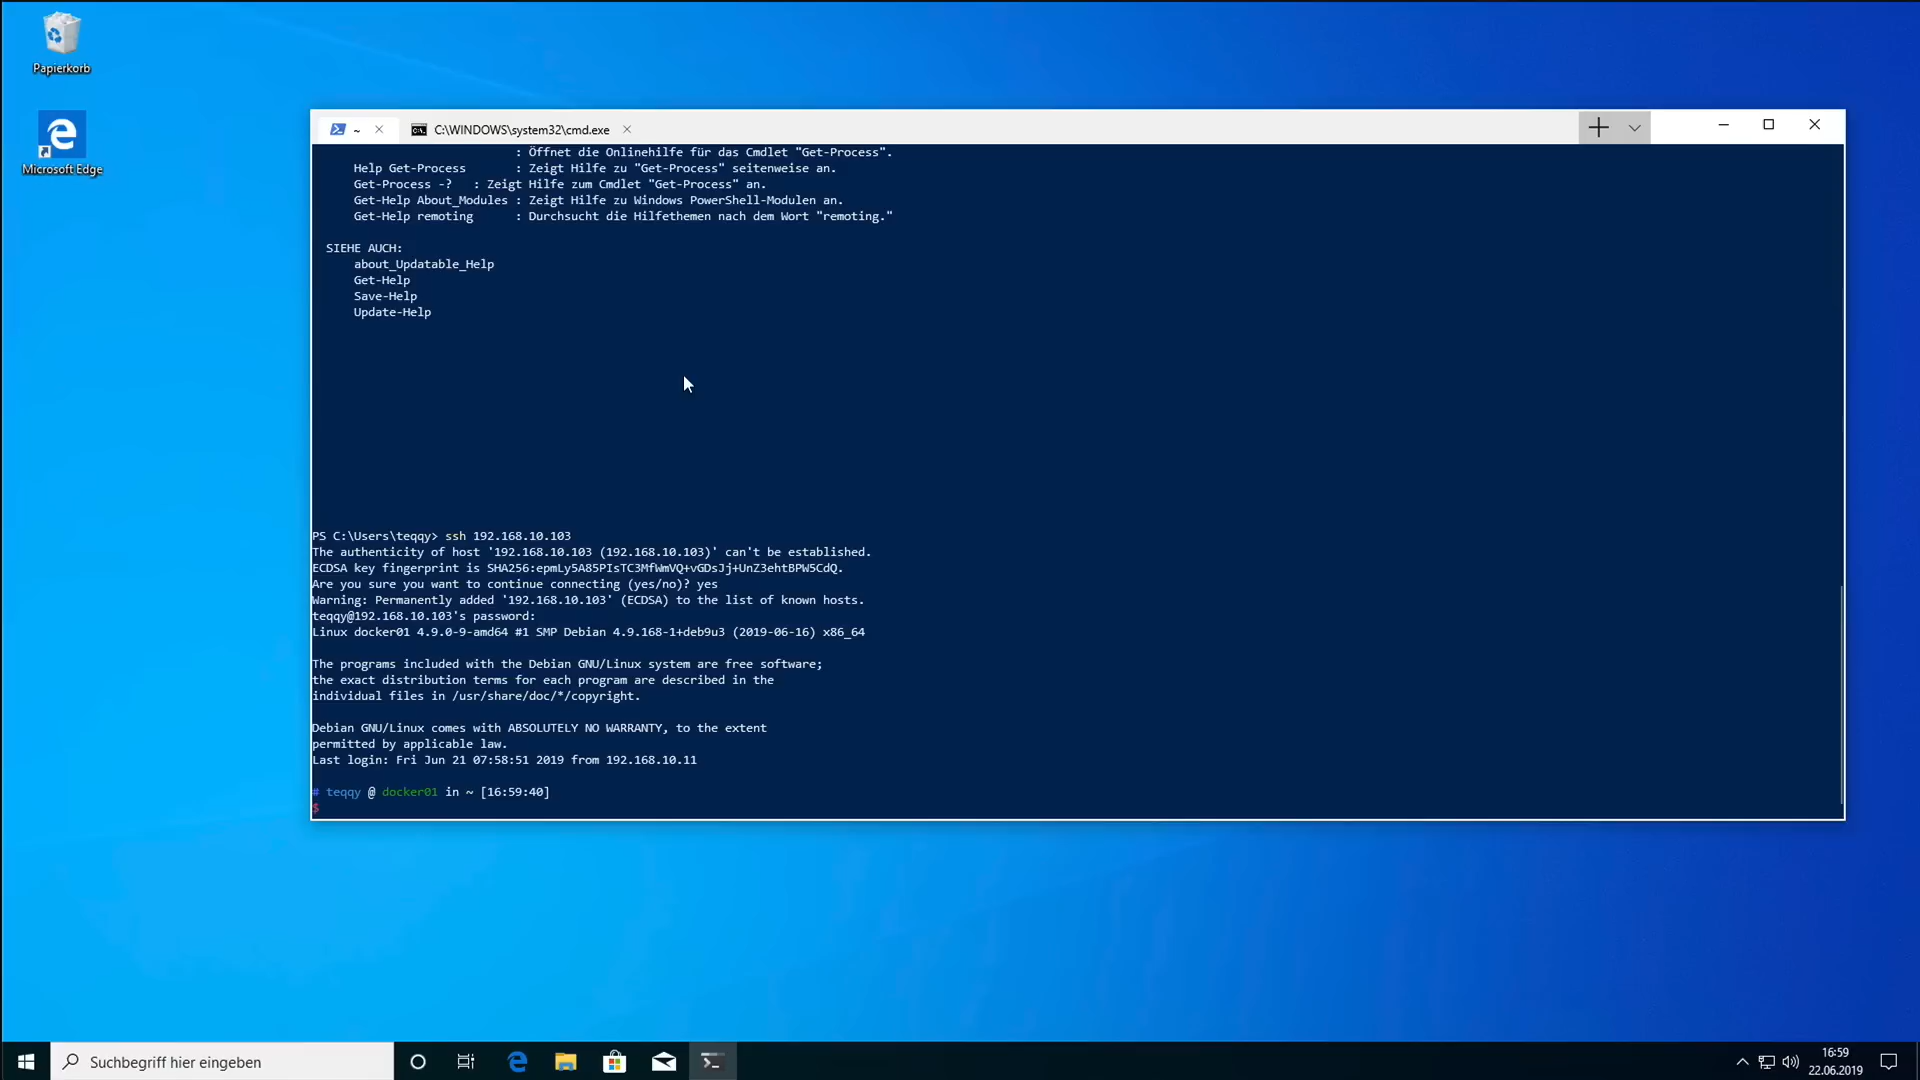 Papierkorb
Microsoft Edge
~
C:\WINDOWS\system32\cmd.exe
: Öffnet die Onlinehilfe für das Cmdlet "Get-Process".
Help Get-Process : Zeigt Hilfe zu "Get-Process" seitenweise an.
Get-Process -? : Zeigt Hilfe zum Cmdlet "Get-Process" an.
Get-Help About_Modules : Zeigt Hilfe zu Windows PowerShell-Modulen an.
Get-Help remoting : Durchsucht die Hilfethemen nach dem Wort "remoting."
SIEHE AUCH:
about_Updatable_Help
Get-Help
Save-Help
Update-Help
PS C:\Users\teqqy> ssh 192.168.10.103
The authenticity of host '192.168.10.103 (192.168.10.103)' can't be established.
ECDSA key fingerprint is SHA256:epmLy5A85PIsTC3MfWmVQ+vGDsJj+UnZ3ehtBPW5CdQ.
Are you sure you want to continue connecting (yes/no)? yes
Warning: Permanently added '192.168.10.103' (ECDSA) to the list of known hosts.
teqqy@192.168.10.103's password:
Linux docker01 4.9.0-9-amd64 #1 SMP Debian 4.9.168-1+deb9u3 (2019-06-16) x86_64
The programs included with the Debian GNU/Linux system are free software;
the exact distribution terms for each program are described in the
individual files in /usr/share/doc/*/copyright.
Debian GNU/Linux comes with ABSOLUTELY NO WARRANTY, to the extent
permitted by applicable law.
Last login: Fri Jun 21 07:58:51 2019 from 192.168.10.11
# teqqy @ docker01 in ~ [16:59:40]
$
Suchbegriff hier eingeben
16:59
22.06.2019